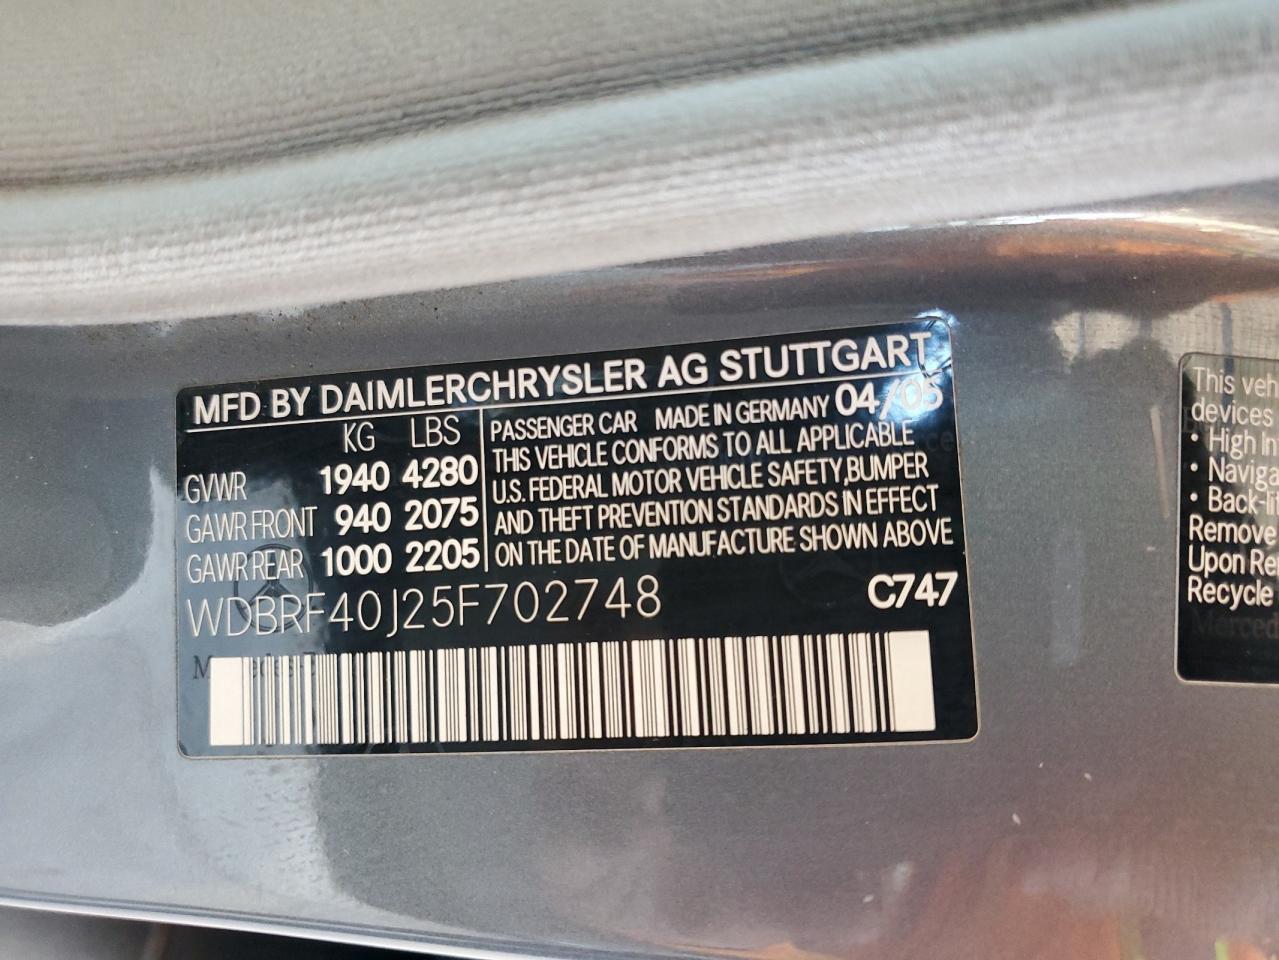 MFD BY DAIMLERCHRYSLER AG STUTTGART
KG LBS
GVWR 1940 4280
GAWR FRONT 940 2075
GAWR REAR 1000 2205
PASSENGER CAR MADE IN GERMANY 04/05
THIS VEHICLE CONFORMS TO ALL APPLICABLE
U.S. FEDERAL MOTOR VEHICLE SAFETY,BUMPER
AND THEFT PREVENTION STANDARDS IN EFFECT
ON THE DATE OF MANUFACTURE SHOWN ABOVE
WDBRF40J25F702748 C747
This veh
devices
• High In
• Naviga
• Back-li
Remove
Upon Re
Recycle
Merced